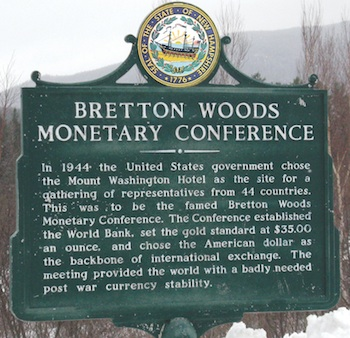 SEAL OF THE STATE OF NEW HAMPSHIRE
1776
BRETTON WOODS
MONETARY CONFERENCE
In 1944 the United States government chose
the Mount Washington Hotel as the site for a
gathering of representatives from 44 countries.
This was to be the famed Bretton Woods
Monetary Conference. The Conference established
the World Bank, set the gold standard at $35.00
an ounce, and chose the American dollar as
the backbone of international exchange. The
meeting provided the world with a badly needed
post war currency stability.